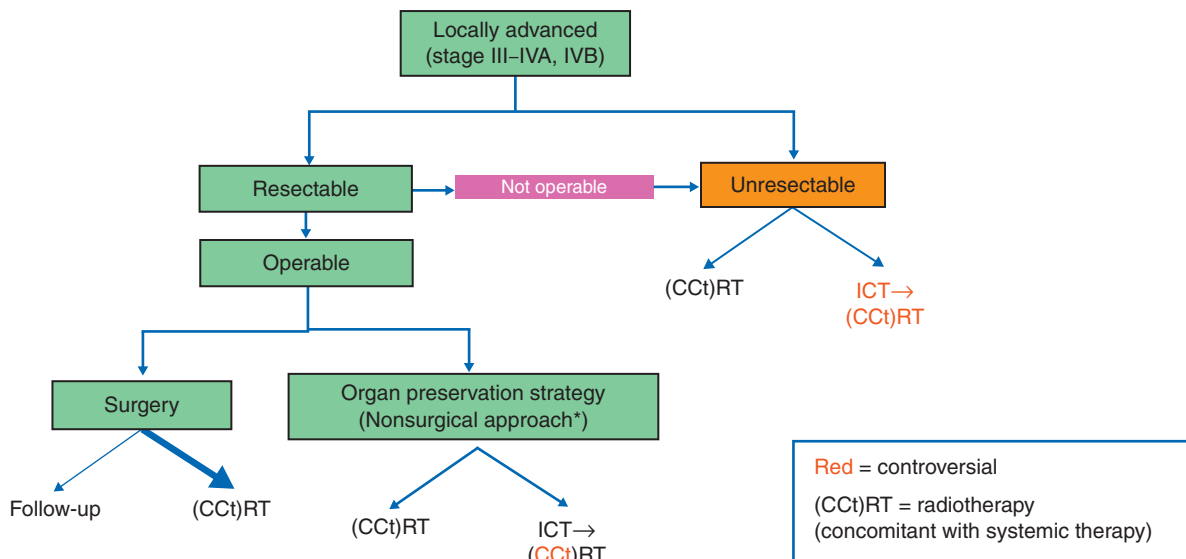 Locally advanced
(stage III–IVA, IVB)
Resectable
Not operable
Unresectable
Operable
(CCt)RT
ICT→
(CCt)RT
Surgery
Organ preservation strategy
(Nonsurgical approach*)
Follow-up
(CCt)RT
(CCt)RT
ICT→
(CCt)RT
Red = controversial
(CCt)RT = radiotherapy
(concomitant with systemic therapy)